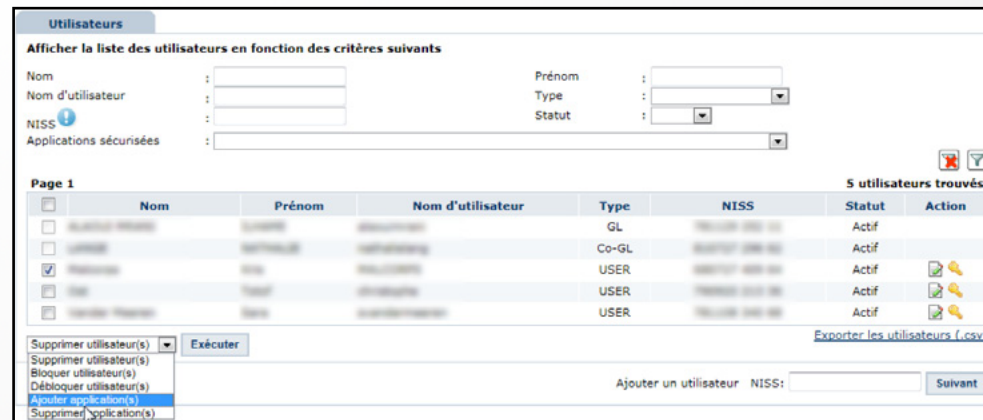 Utilisateurs
Afficher la liste des utilisateurs en fonction des critères suivants
Nom : Prénom :
Nom d'utilisateur : Type :
NISS : Statut :
Applications sécurisées :
Page 1 5 utilisateurs trouvés
Nom Prénom Nom d'utilisateur Type NISS Statut Action
GL Actif
Co-GL Actif
USER Actif
USER Actif
USER Actif
Supprimer utilisateur(s) Exécuter Exporter les utilisateurs (.csv
Supprimer utilisateur(s)
Bloquer utilisateur(s)
Débloquer utilisateur(s)
Ajouter application(s)
Supprimer application(s)
Ajouter un utilisateur NISS: Suivant